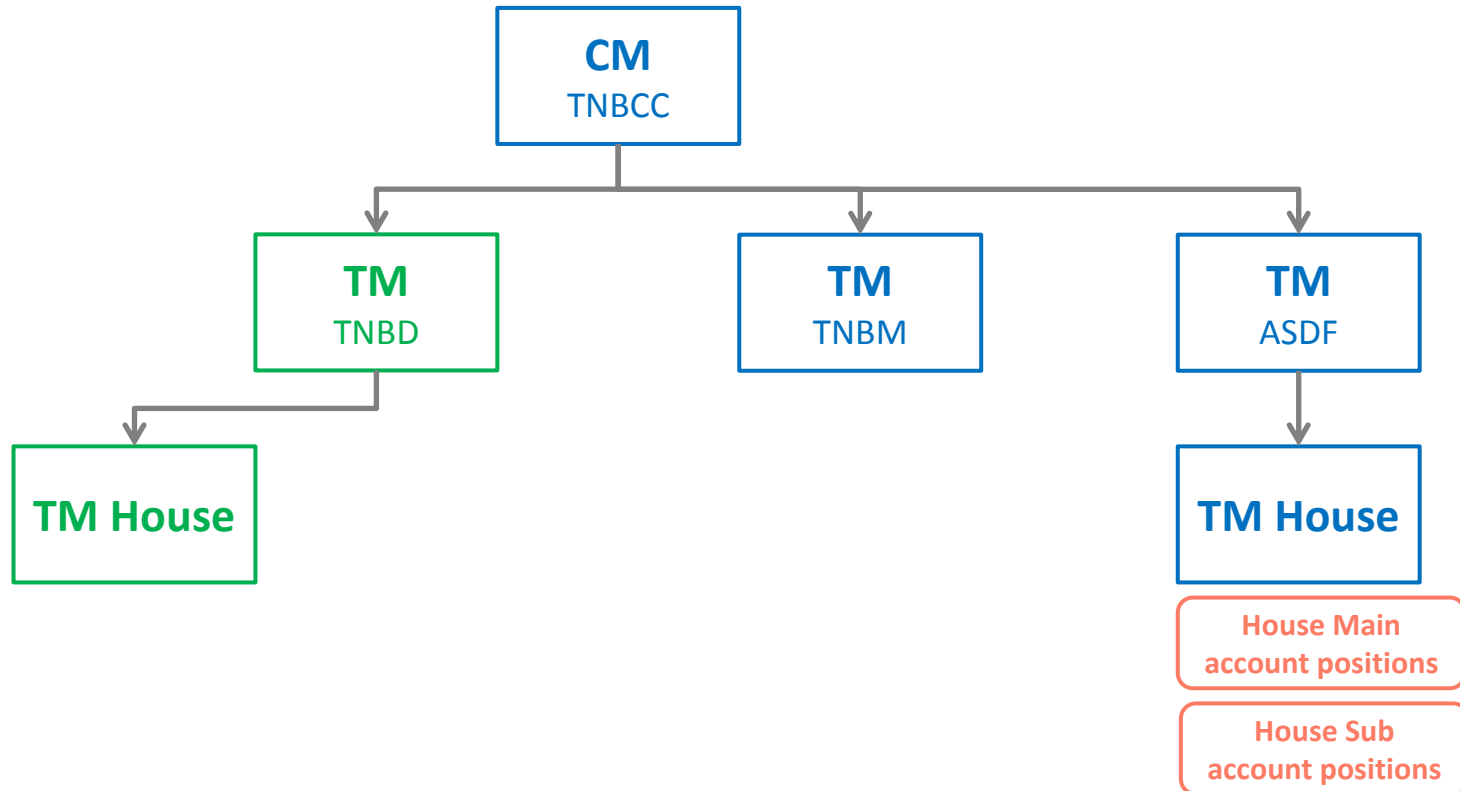 CM
TNBCC
TM
TNBD
TM
TNBM
TM
ASDF
TM House
TM House
House Main
account positions
House Sub
account positions